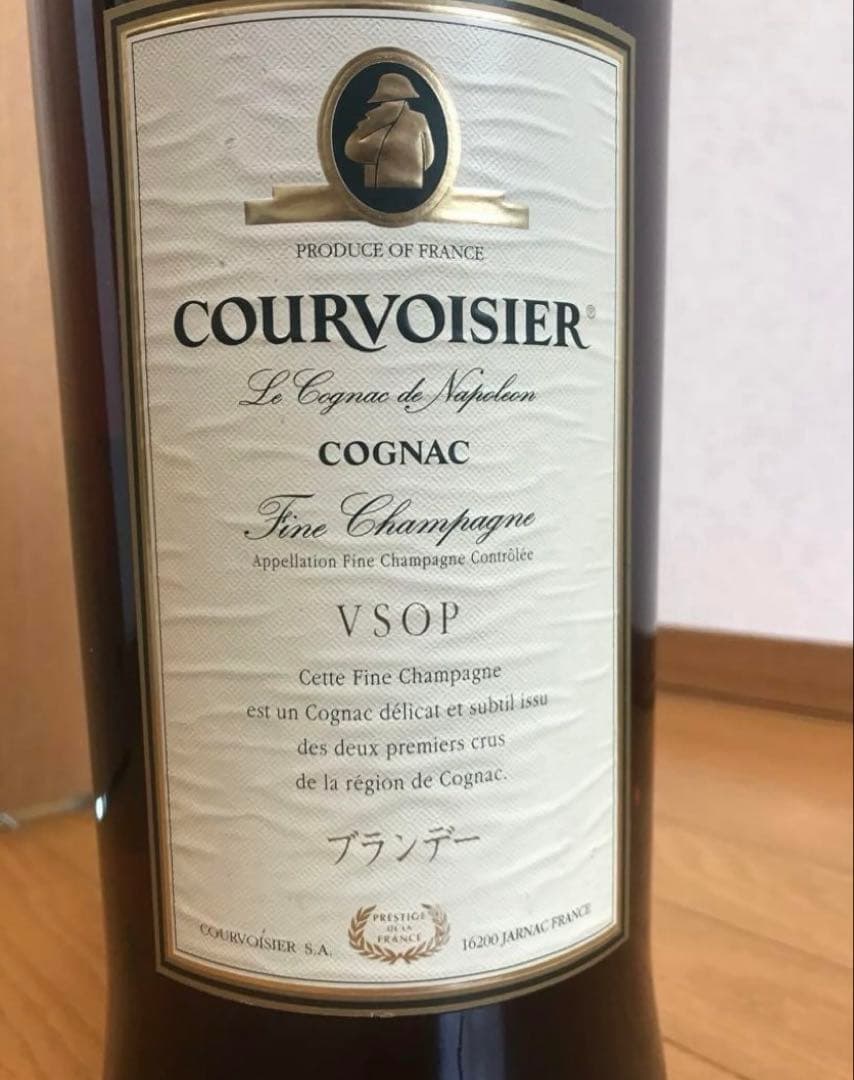 PRODUCE OF FRANCE
COURVOISIER®
Le Cognac de Napoleon
COGNAC
Fine Champagne
Appellation Fine Champagne Contrôlée
VSOP
Cette Fine Champagne
est un Cognac délicat et subtil issu
des deux premiers crus
de la région de Cognac.
ブランデー
COURVOISIER S.A.
PRESTIGE
DE LA
FRANCE
16200 JARNAC FRANCE